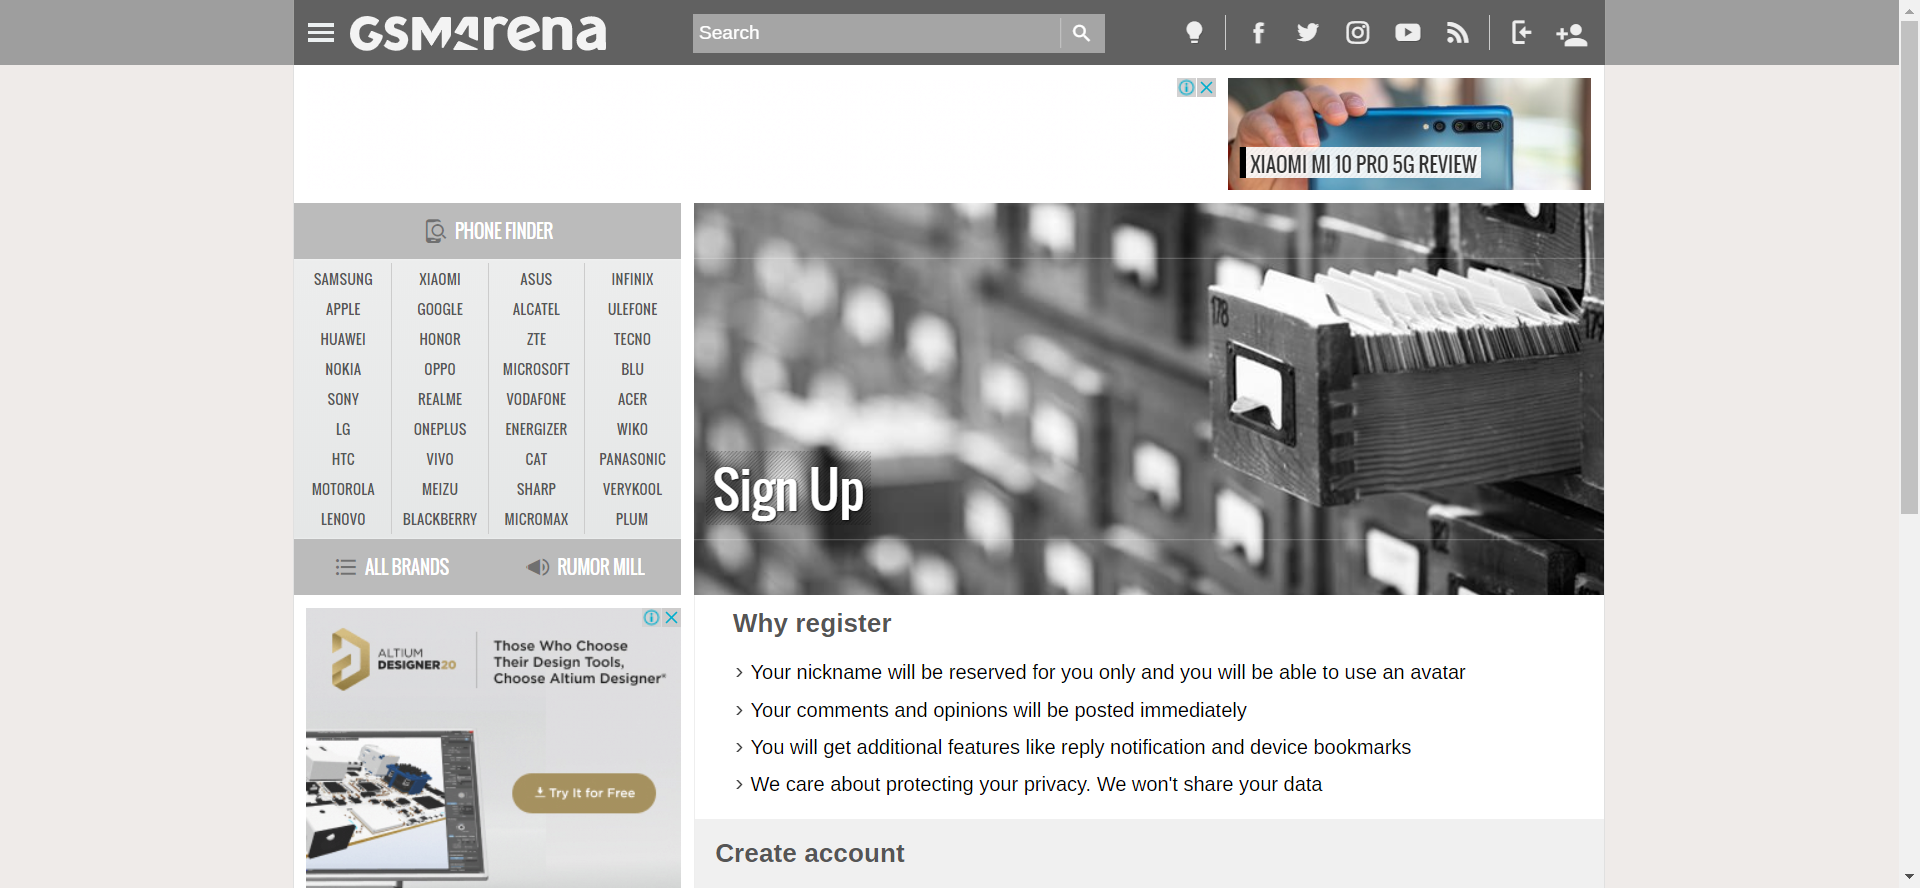 GSMArena
Search
XIAOMI MI 10 PRO 5G REVIEW
PHONE FINDER
SAMSUNG XIAOMI ASUS INFINIX
APPLE GOOGLE ALCATEL ULEFONE
HUAWEI HONOR ZTE TECNO
NOKIA OPPO MICROSOFT BLU
SONY REALME VODAFONE ACER
LG ONEPLUS ENERGIZER WIKO
HTC VIVO CAT PANASONIC
MOTOROLA MEIZU SHARP VERYKOOL
LENOVO BLACKBERRY MICROMAX PLUM
ALL BRANDS RUMOR MILL
178
Sign Up
ALTIUM
DESIGNER20
Those Who Choose
Their Design Tools,
Choose Altium Designer®
Try It for Free
Why register
Your nickname will be reserved for you only and you will be able to use an avatar
Your comments and opinions will be posted immediately
You will get additional features like reply notification and device bookmarks
We care about protecting your privacy. We won't share your data
Create account